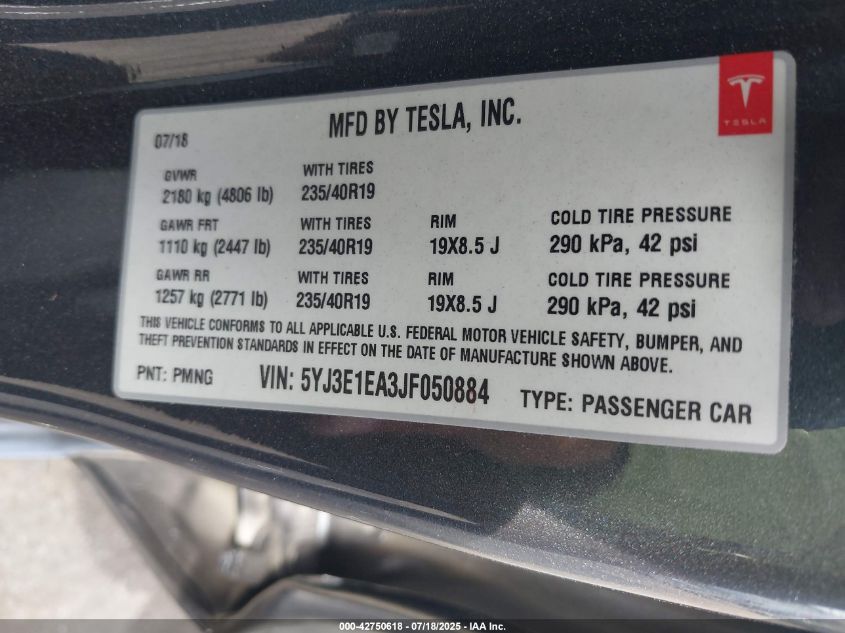 MFD BY TESLA, INC.
TESLA
07/18
GVWR WITH TIRES
2180 kg (4806 lb) 235/40R19
GAWR FRT WITH TIRES RIM COLD TIRE PRESSURE
1110 kg (2447 lb) 235/40R19 19X8.5 J 290 kPa, 42 psi
GAWR RR WITH TIRES RIM COLD TIRE PRESSURE
1257 kg (2771 lb) 235/40R19 19X8.5 J 290 kPa, 42 psi
THIS VEHICLE CONFORMS TO ALL APPLICABLE U.S. FEDERAL MOTOR VEHICLE SAFETY, BUMPER, AND
THEFT PREVENTION STANDARDS IN EFFECT ON THE DATE OF MANUFACTURE SHOWN ABOVE.
PNT: PMNG VIN: 5YJ3E1EA3JF050884 TYPE: PASSENGER CAR
000-42750618 - 07/18/2025 - IAAI.COM